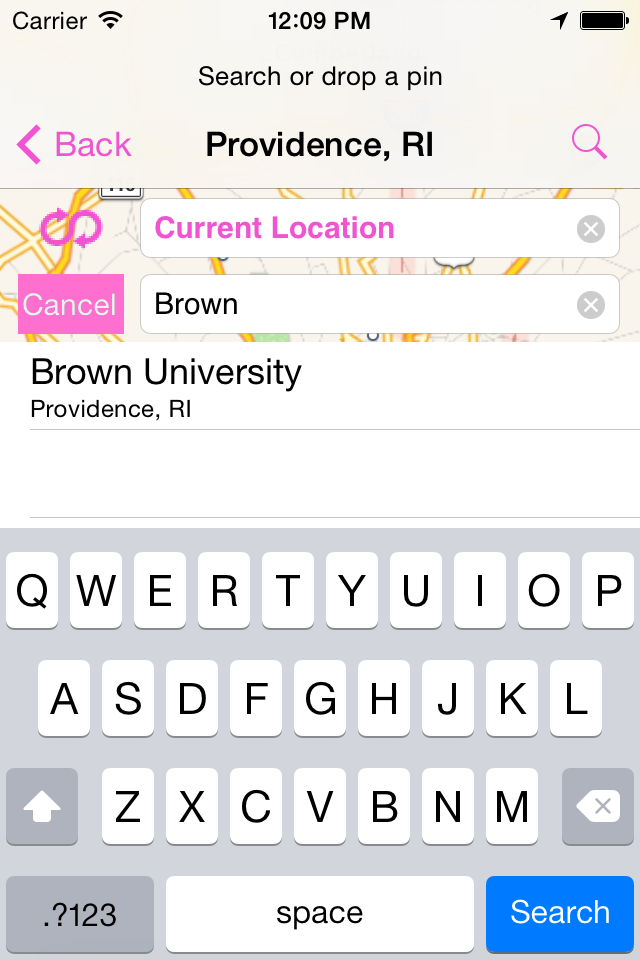 Carrier 12:09 PM
Search or drop a pin
Back Providence, RI
Current Location
Cancel Brown
Brown University
Providence, RI
Q W E R T Y U I O P
A S D F G H J K L
Z X C V B N M
.?123 space Search